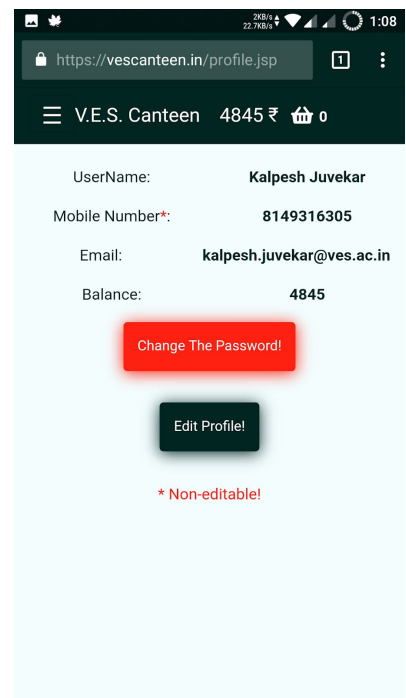 2KB/s
22.7KB/s
1:08
https://vescanteen.in/profile.jsp 1
V.E.S. Canteen 4845 ₹ 0
UserName: Kalpesh Juvekar
Mobile Number*: 8149316305
Email: kalpesh.juvekar@ves.ac.in
Balance: 4845
Change The Password!
Edit Profile!
* Non-editable!